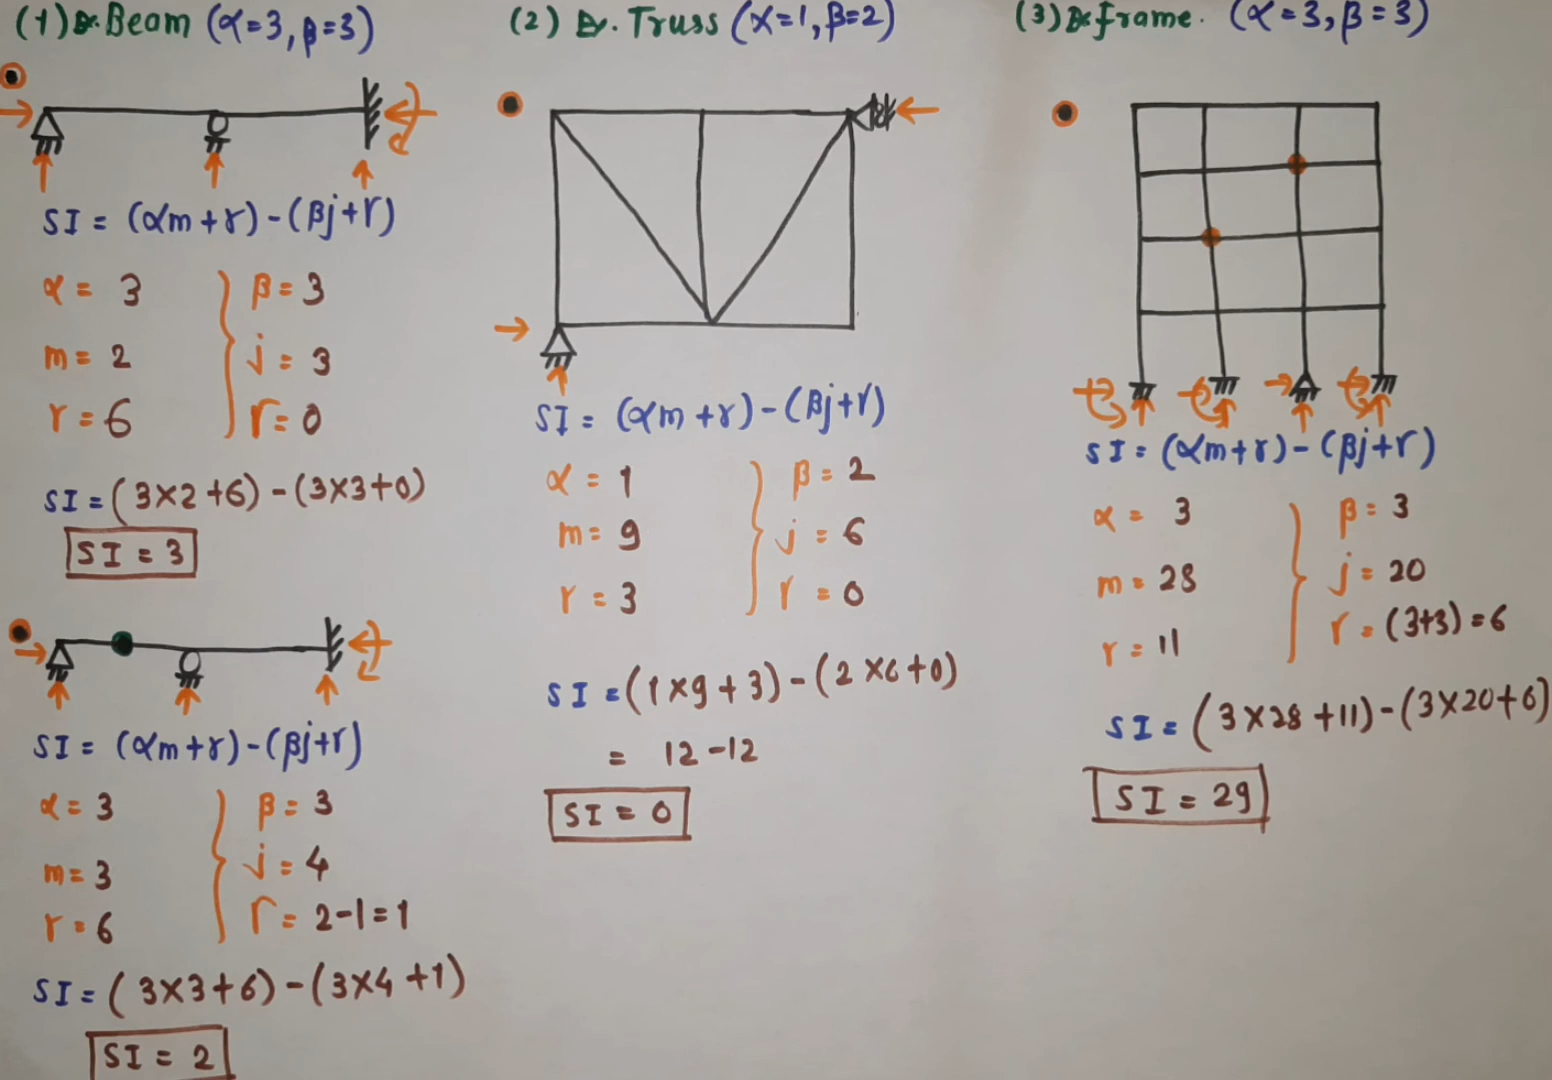 (1) Beam (α=3, β=3)
SI = (αm+r)-(βj+r)
α = 3
m = 2
r = 6
β = 3
j = 3
r = 0
SI = (3×2+6)-(3×3+0)
SI = 3
SI = (αm+r)-(βj+r)
α = 3
m = 3
r = 6
β = 3
j = 4
r = 2-1=1
SI = (3×3+6)-(3×4+1)
SI = 2
(2) Truss (α=1, β=2)
SI = (αm+r)-(βj+r)
α = 1
m = 9
r = 3
β = 2
j = 6
r = 0
SI = (1×9+3)-(2×6+0)
= 12-12
SI = 0
(3) frame. (α=3, β=3)
SI = (αm+r)-(βj+r)
α = 3
m = 28
r = 11
β = 3
j = 20
r = (3+3)=6
SI = (3×28+11)-(3×20+6)
SI = 29